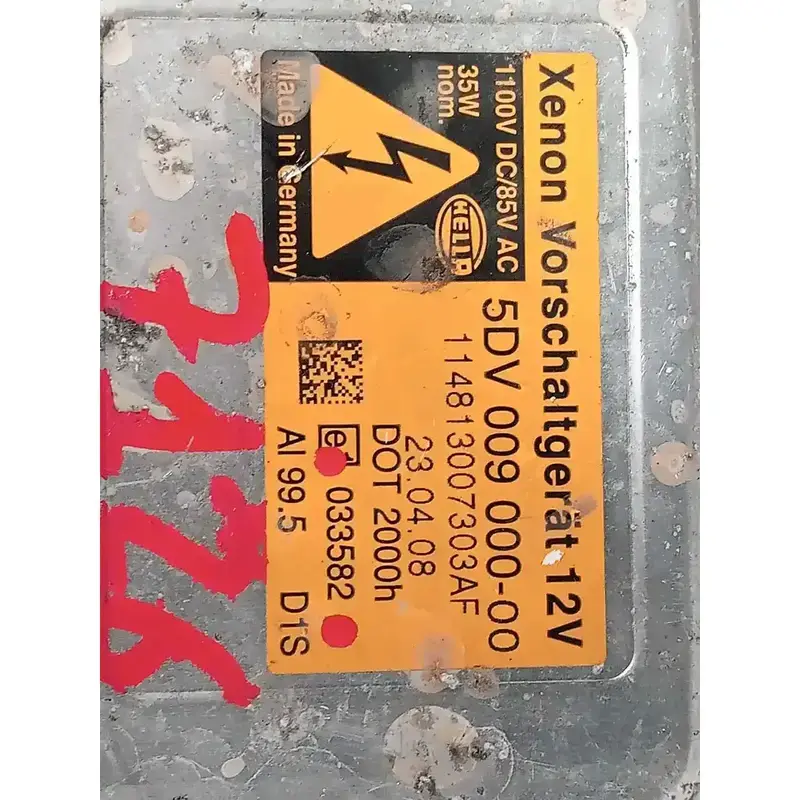 Xenon Vorschaltgerät 12V
1100V DC/85V AC
35W
nom.
HELLA
Made in Germany
5DV 009 000-00
114813007303AF
23.04.08
DOT 2000h
033582
Al 99.5 D1S